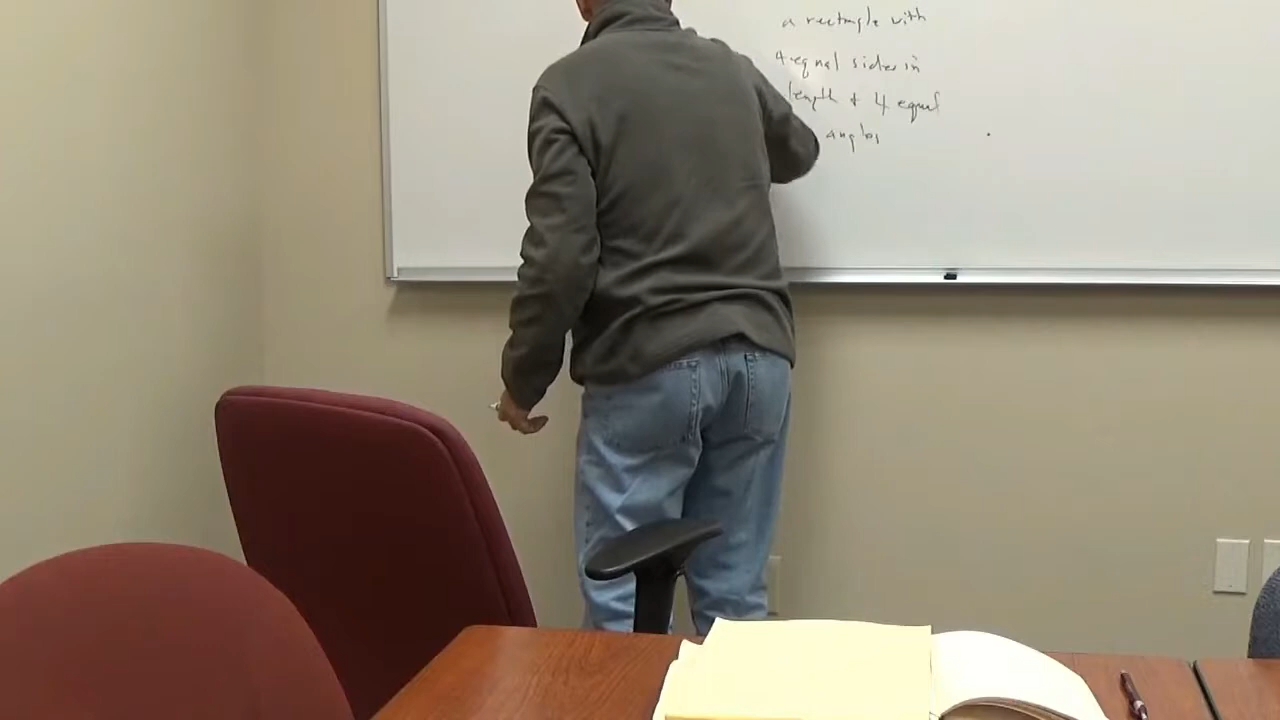 a rectangle with
4 equal sides in
length + 4 equal
angles